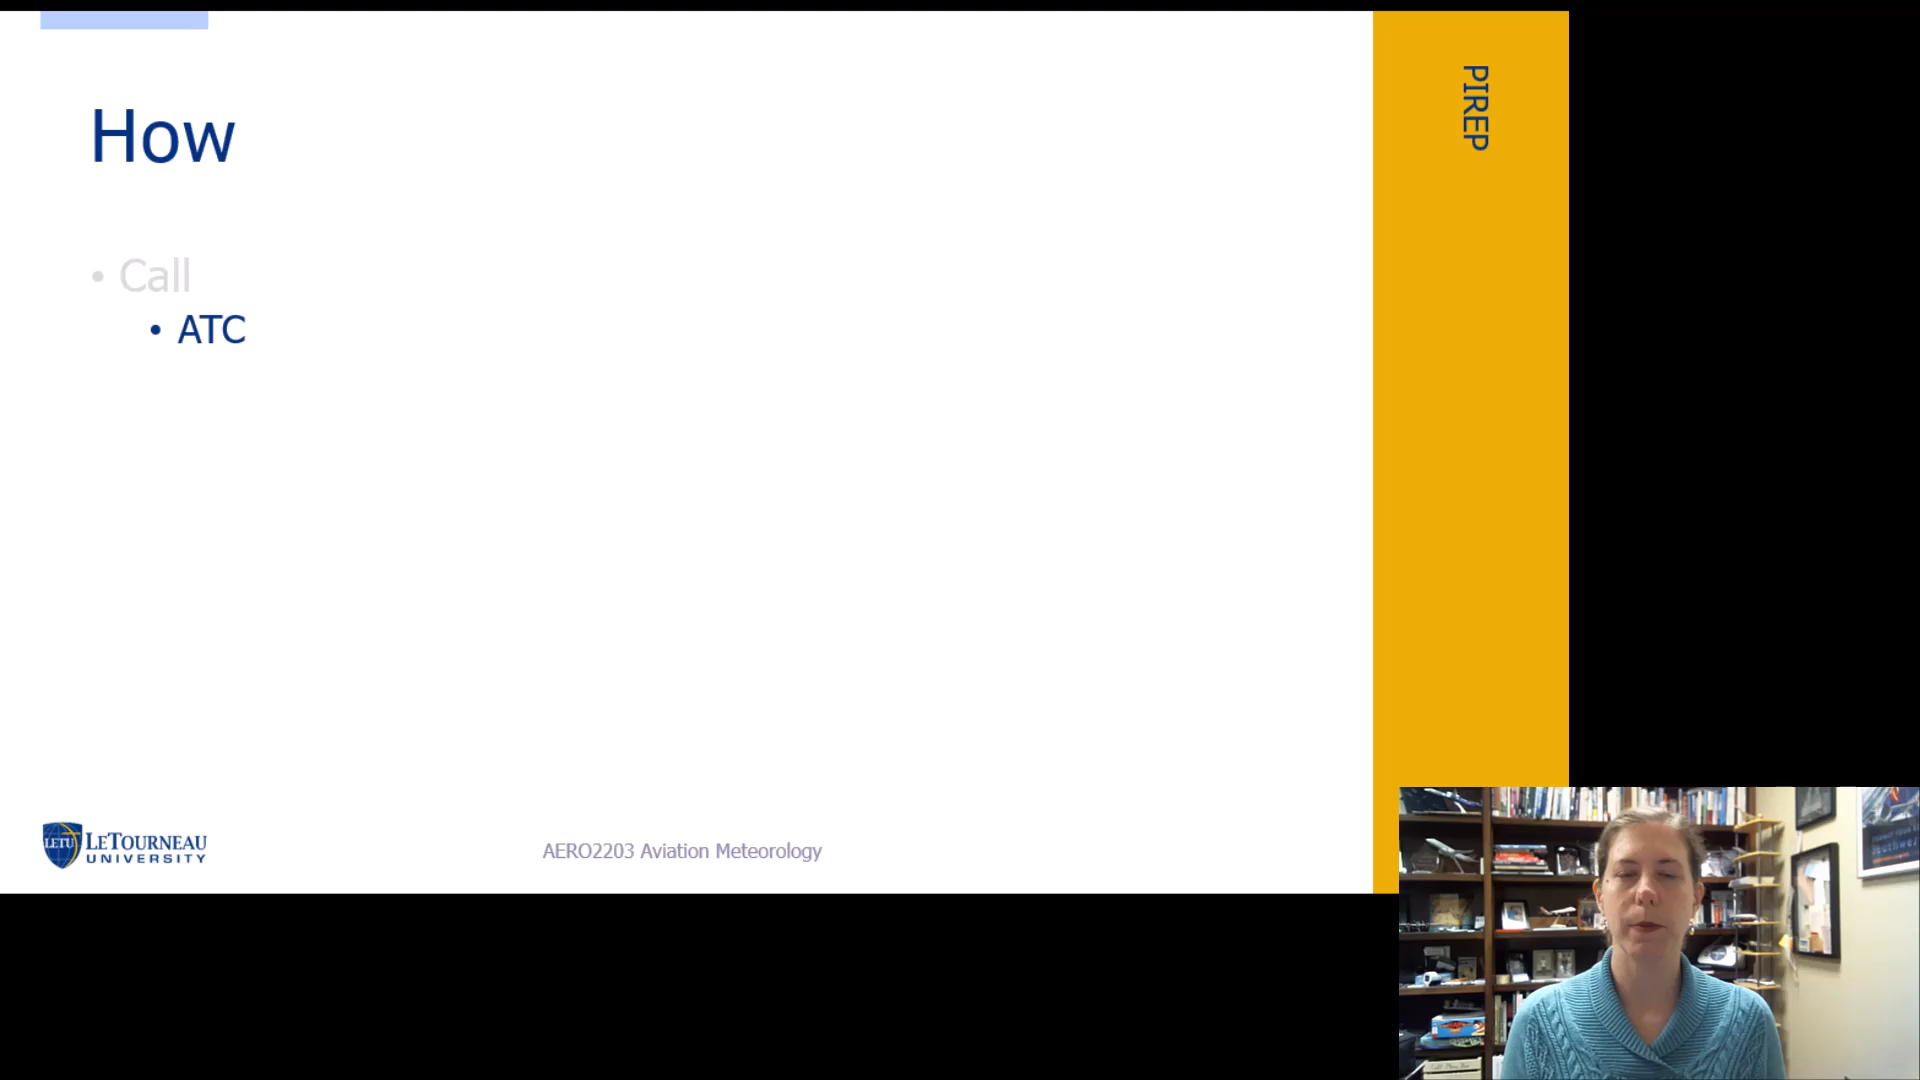 How
PIREP
• Call
• ATC
LETU
LETOURNEAU
UNIVERSITY
AERO2203 Aviation Meteorology